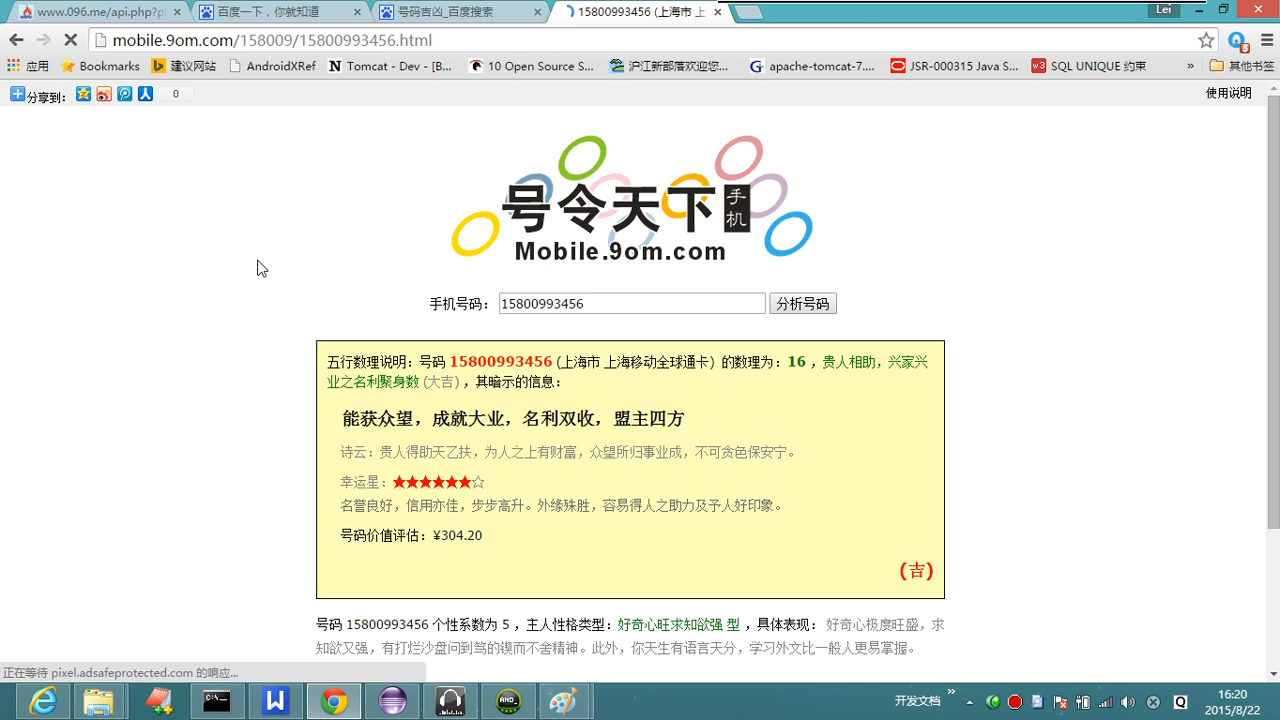 www.096.me/api.php?p
百度一下，你就知道
号码吉凶_百度搜索
15800993456 (上海市 上
Lei
mobile.9om.com/158009/15800993456.html
应用
Bookmarks
建议网站
AndroidXRef
Tomcat - Dev - [B...
10 Open Source S...
沪江新部落欢迎您...
apache-tomcat-7....
JSR-000315 Java S...
SQL UNIQUE 约束
»
其他书签
分享到：
0
使用说明
号令天下 手机
Mobile.9om.com
手机号码：
15800993456
分析号码
五行数理说明：号码 15800993456 (上海市 上海移动全球通卡) 的数理为：16，贵人相助，兴家兴
业之名利聚身数 (大吉)，其暗示的信息：
能获众望，成就大业，名利双收，盟主四方
诗云：贵人得助天乙扶，为人之上有财富，众望所归事业成，不可贪色保安宁。
幸运星：★★★★★★☆
名誉良好，信用亦佳，步步高升。外缘殊胜，容易得人之助力及予人好印象。
号码价值评估：¥304.20
(吉)
号码 15800993456 个性系数为 5，主人性格类型：好奇心旺求知欲强 型，具体表现： 好奇心极度旺盛，求
知欲又强，有打烂沙盘问到笃的锲而不舍精神。此外，你天生有语言天分，学习外文比一般人更易掌握。
正在等待 pixel.adsafeprotected.com 的响应...
开发文档
»
16:20
2015/8/22